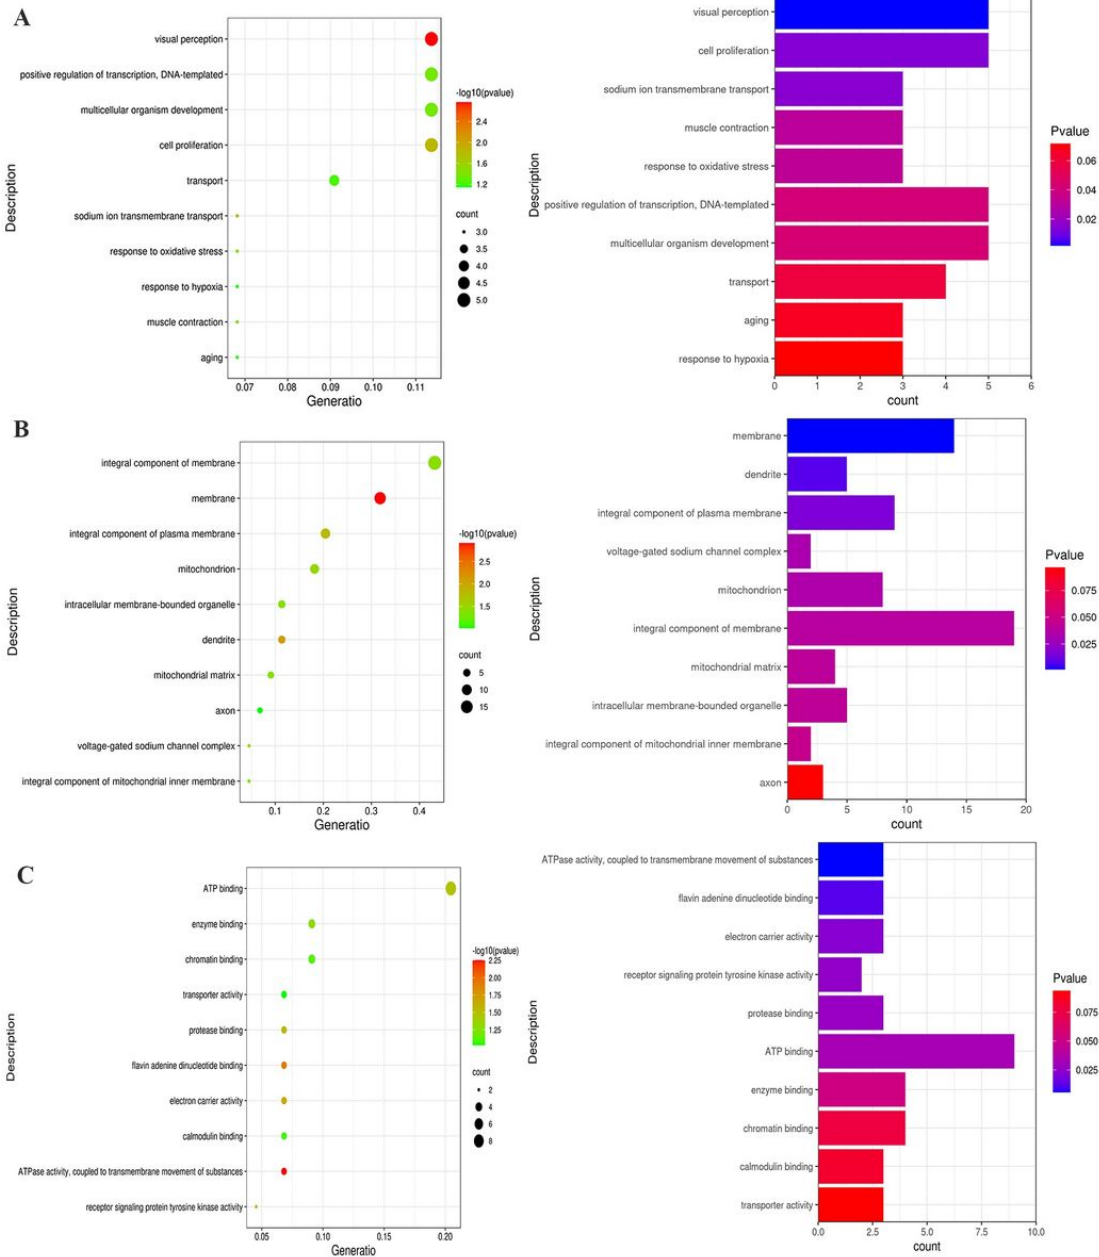 A
visual perception
positive regulation of transcription, DNA-templated
multicellular organism development
cell proliferation
transport
sodium ion transmembrane transport
response to oxidative stress
response to hypoxia
muscle contraction
aging
Description
0.07 0.08 0.09 0.10 0.11
Generatio
-log10(pvalue)
2.4
2.0
1.6
1.2
count
3.0
3.5
4.0
4.5
5.0
visual perception
cell proliferation
sodium ion transmembrane transport
muscle contraction
response to oxidative stress
positive regulation of transcription, DNA-templated
multicellular organism development
transport
aging
response to hypoxia
Description
0 1 2 3 4 5 6
count
Pvalue
0.06
0.04
0.02
B
integral component of membrane
membrane
integral component of plasma membrane
mitochondrion
intracellular membrane-bounded organelle
dendrite
mitochondrial matrix
axon
voltage-gated sodium channel complex
integral component of mitochondrial inner membrane
Description
0.1 0.2 0.3 0.4
Generatio
-log10(pvalue)
2.5
2.0
1.5
count
5
10
15
membrane
dendrite
integral component of plasma membrane
voltage-gated sodium channel complex
mitochondrion
integral component of membrane
mitochondrial matrix
intracellular membrane-bounded organelle
integral component of mitochondrial inner membrane
axon
Description
0 5 10 15 20
count
Pvalue
0.075
0.050
0.025
C
ATP binding
enzyme binding
chromatin binding
transporter activity
protease binding
flavin adenine dinucleotide binding
electron carrier activity
calmodulin binding
ATPase activity, coupled to transmembrane movement of substances
receptor signaling protein tyrosine kinase activity
Description
0.05 0.10 0.15 0.20
Generatio
-log10(pvalue)
2.25
2.00
1.75
1.50
1.25
count
2
4
6
8
ATPase activity, coupled to transmembrane movement of substances
flavin adenine dinucleotide binding
electron carrier activity
receptor signaling protein tyrosine kinase activity
protease binding
ATP binding
enzyme binding
chromatin binding
calmodulin binding
transporter activity
Description
0.0 2.5 5.0 7.5 10.0
count
Pvalue
0.075
0.050
0.025